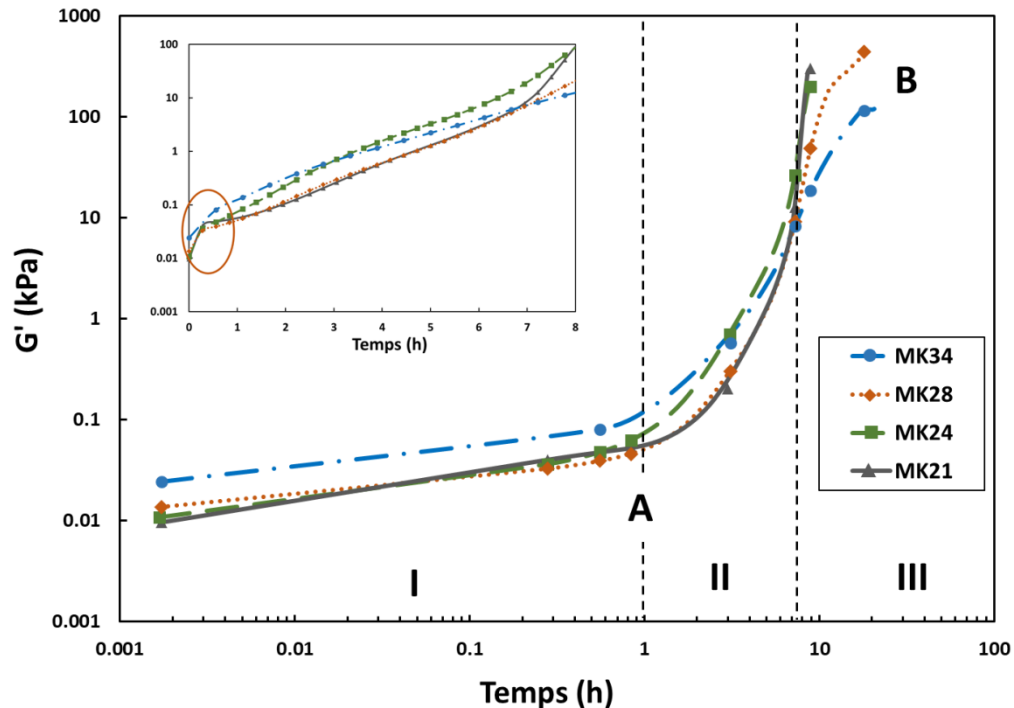 1000
100
10
1
0.1
0.01
0.001
G' (kPa)
100
10
1
0.1
0.01
0.001
0 1 2 3 4 5 6 7 8
Temps (h)
B
MK34
MK28
MK24
MK21
A
I II III
0.001 0.01 0.1 1 10 100
Temps (h)